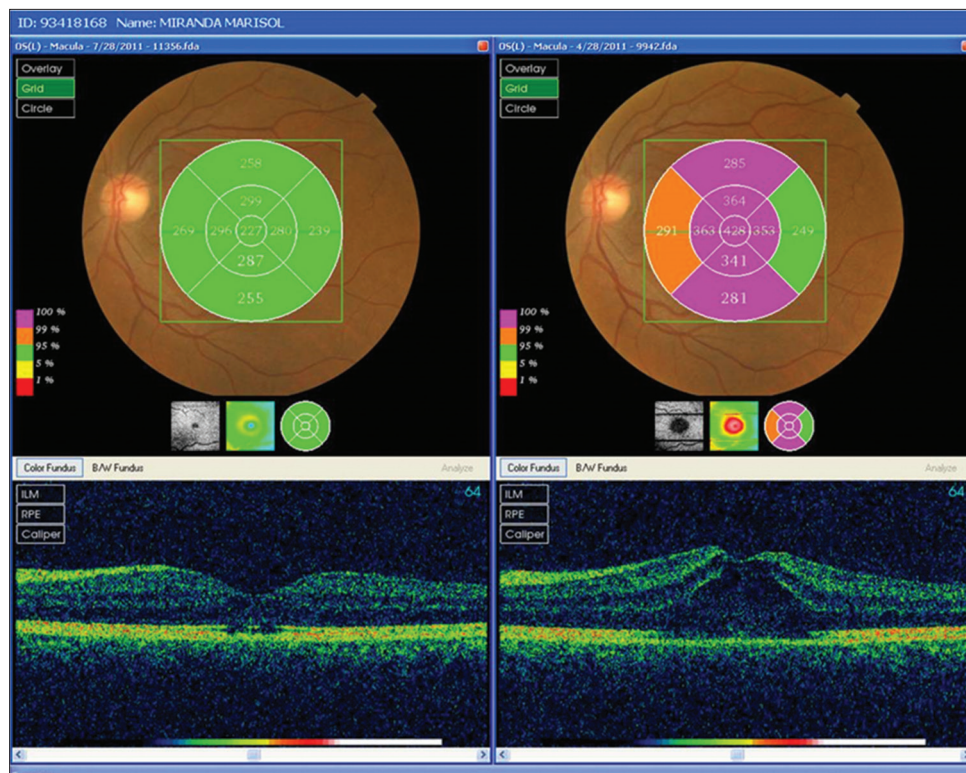 ID: 93418168 Name: MIRANDA MARISOL
OS(L) - Macula - 7/28/2011 - 11356.fda
Overlay
Grid
Circle
258
299
269 296 227 280 239
287
255
100 %
99 %
95 %
5 %
1 %
Color Fundus B/W Fundus Analyze
ILM
RPE
Caliper
64
OS(L) - Macula - 4/28/2011 - 9942.fda
Overlay
Grid
Circle
285
364
291 363 428 353 249
341
281
100 %
99 %
95 %
5 %
1 %
Color Fundus B/W Fundus Analyze
ILM
RPE
Caliper
64